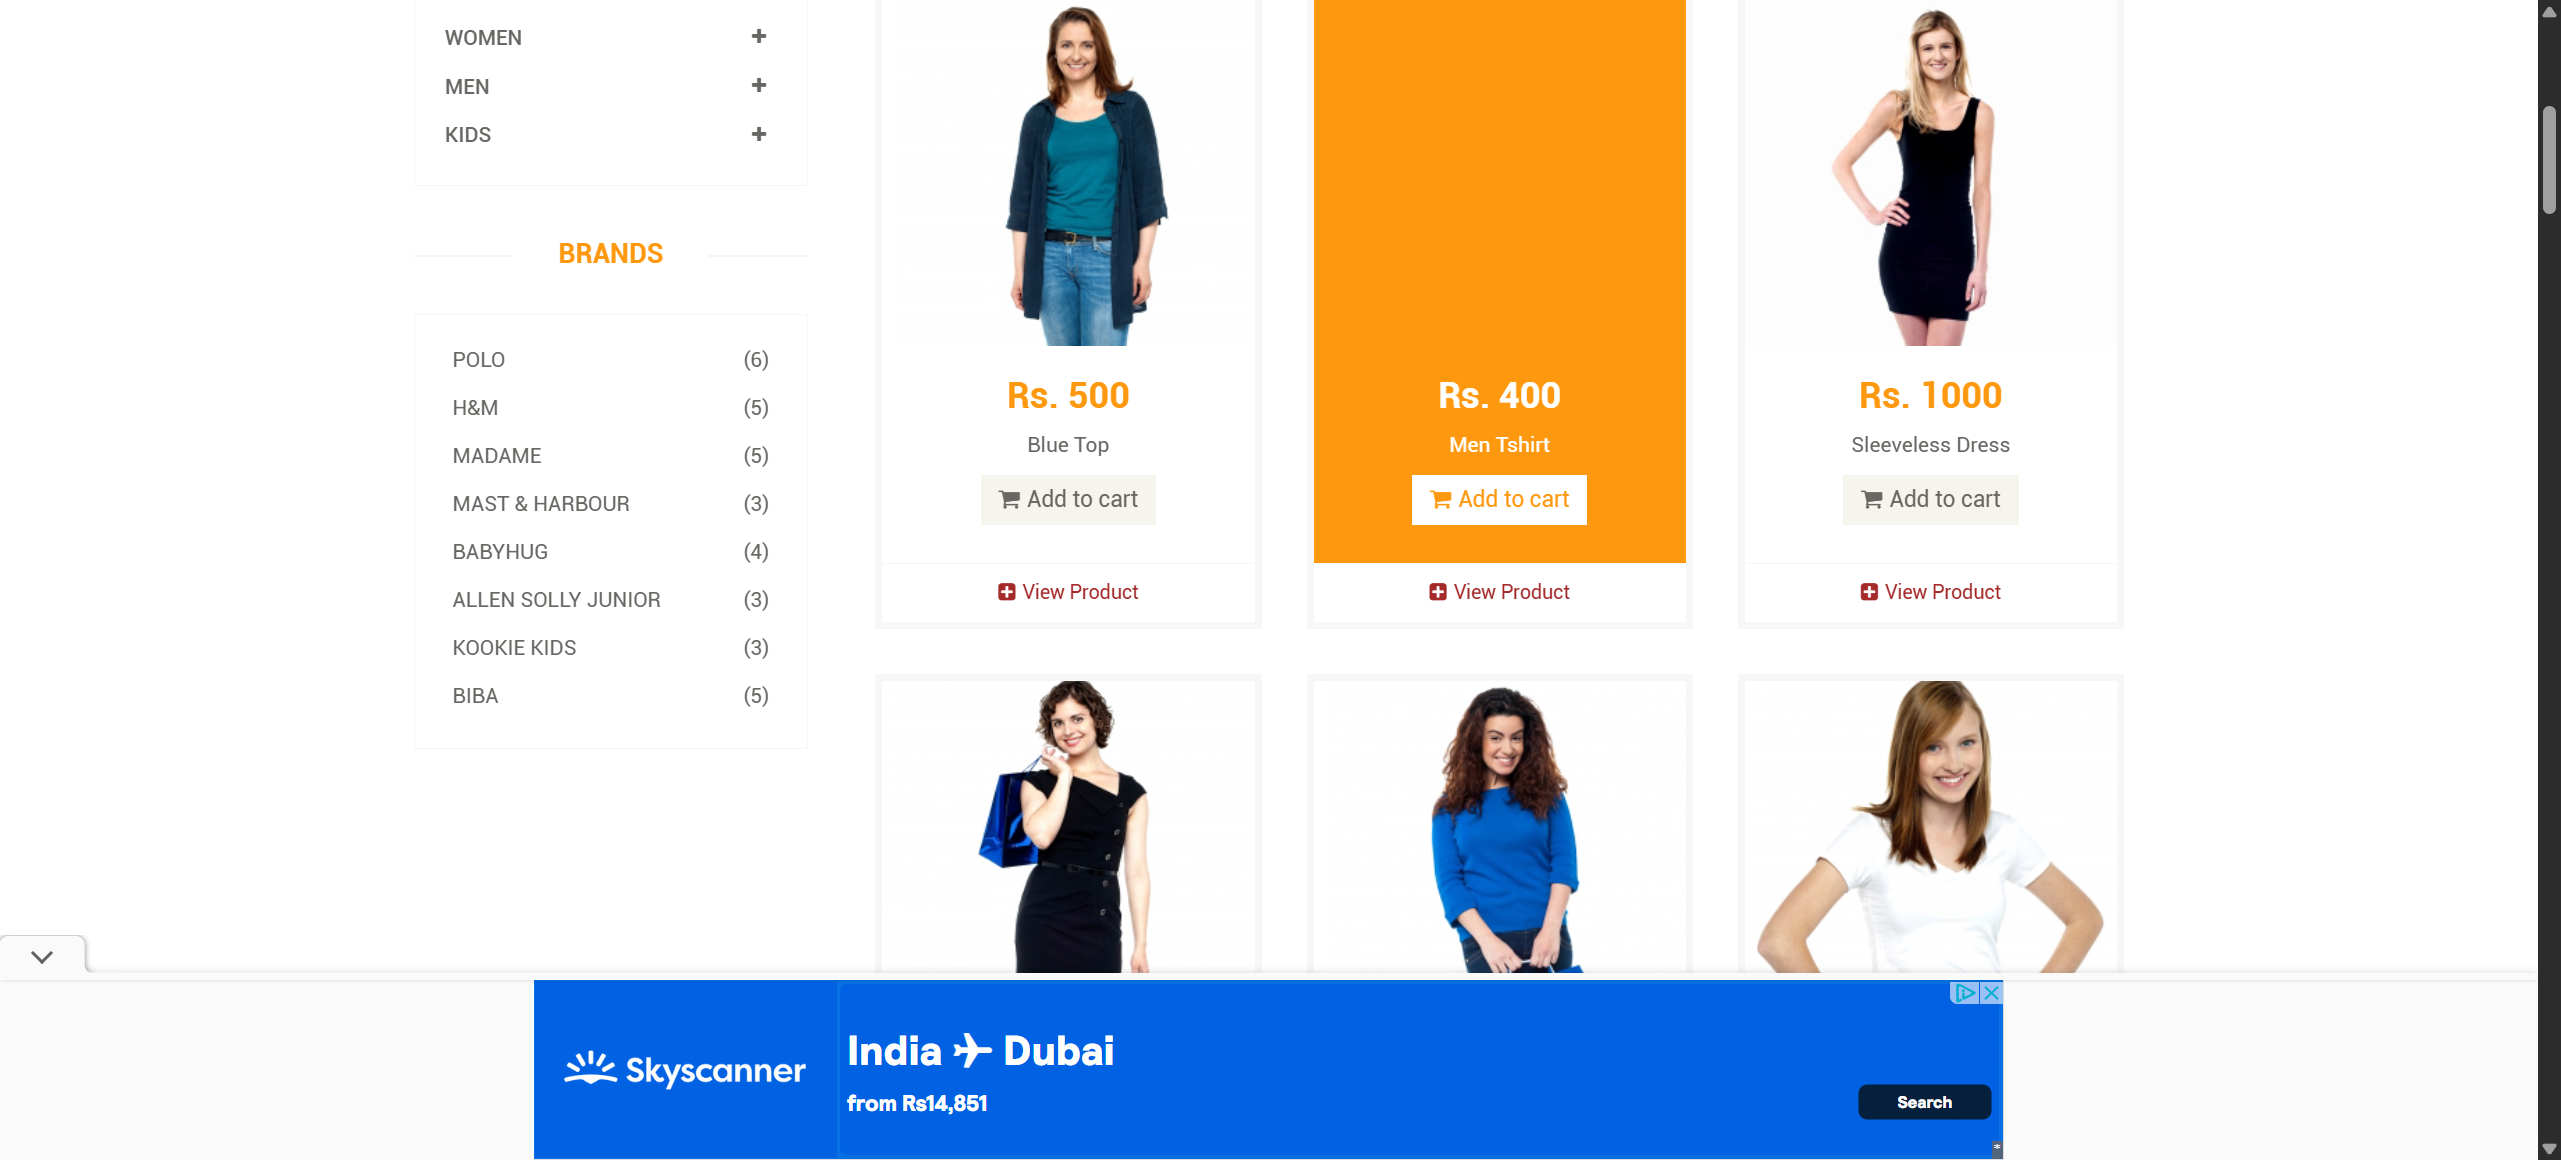 WOMEN
MEN
KIDS
BRANDS
POLO (6)
H&M (5)
MADAME (5)
MAST & HARBOUR (3)
BABYHUG (4)
ALLEN SOLLY JUNIOR (3)
KOOKIE KIDS (3)
BIBA (5)
Rs. 500
Blue Top
Add to cart
View Product
Rs. 400
Men Tshirt
Add to cart
View Product
Rs. 1000
Sleeveless Dress
Add to cart
View Product
Skyscanner
India Dubai
from Rs14,851
Search